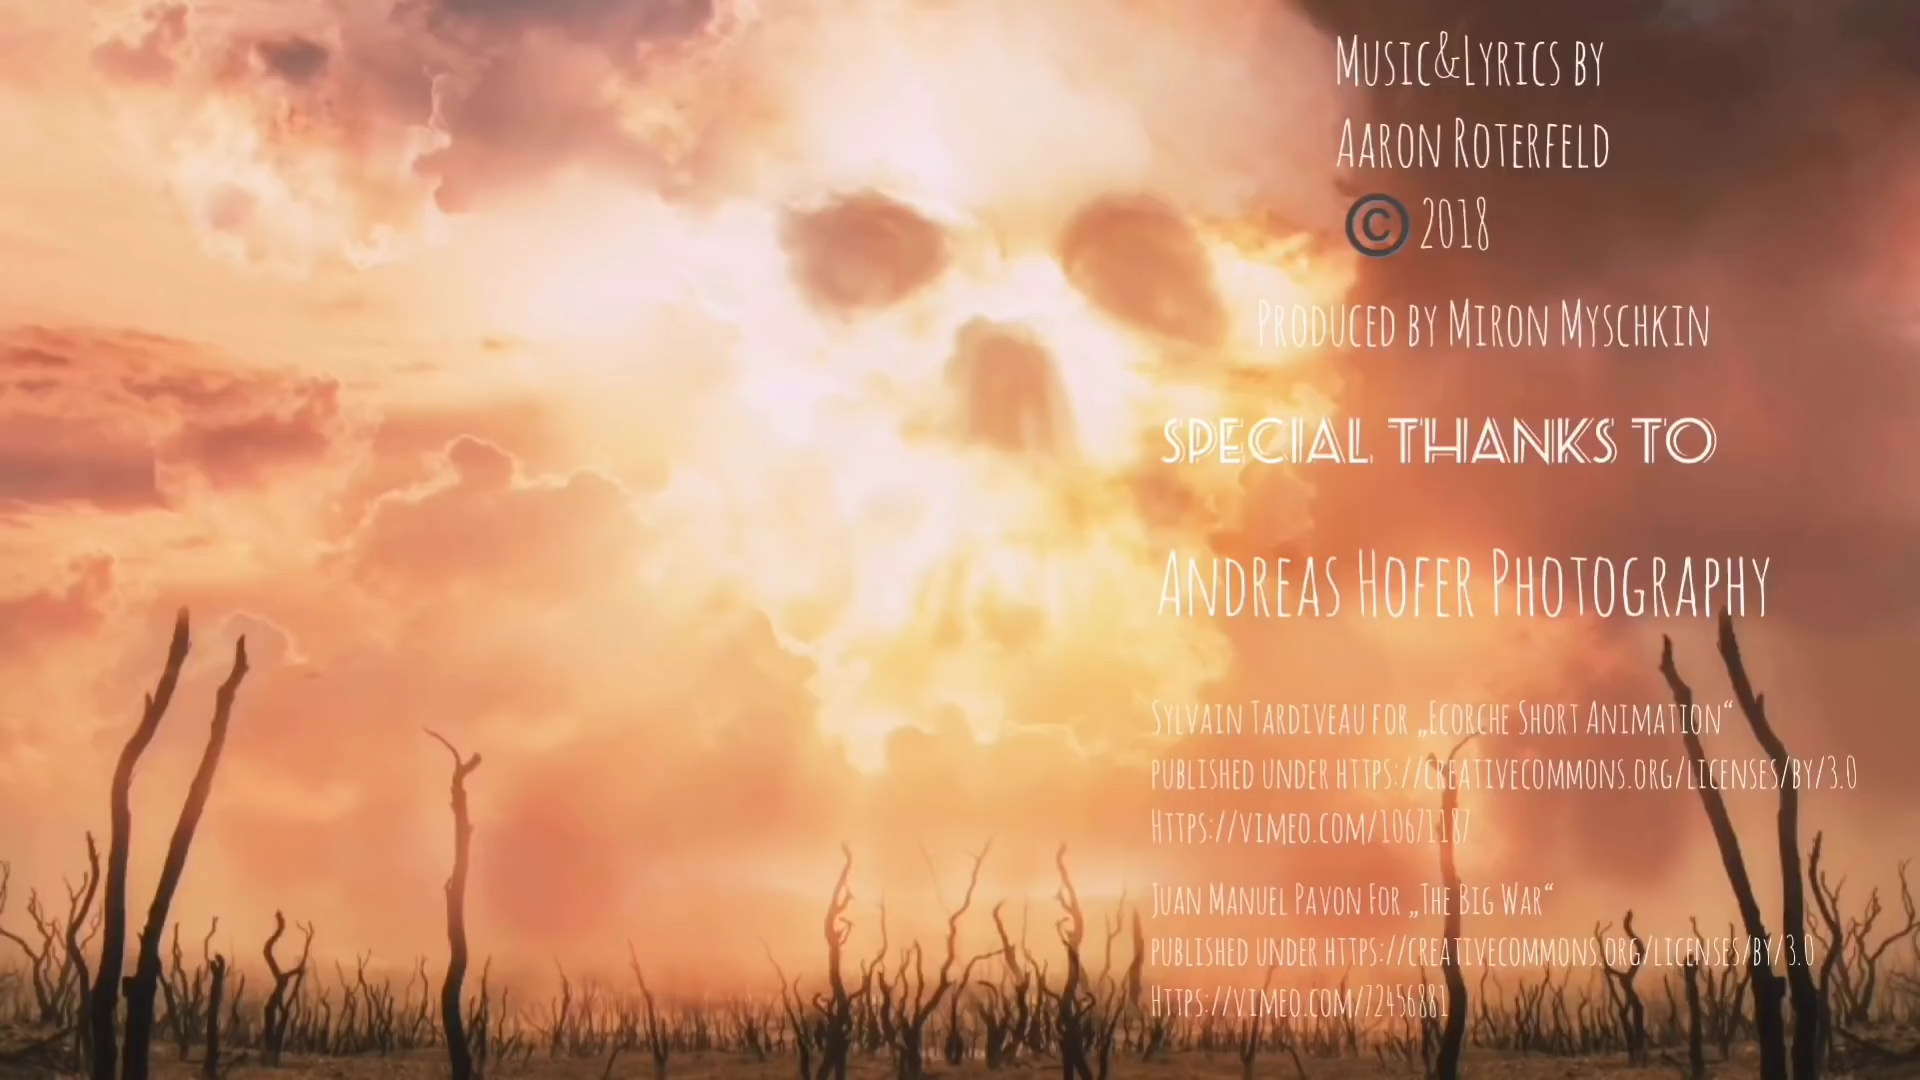 Music&Lyrics by
Aaron Roterfeld
© 2018
Produced by Miron Myschkin
SPECIAL THANKS TO
Andreas Hofer Photography
Sylvain Tardiveau for „Ecorche Short Animation“
published under https://creativecommons.org/licenses/by/3.0
Https://vimeo.com/10671187
Juan Manuel Pavon For „The Big War“
published under https://creativecommons.org/licenses/by/3.0
Https://vimeo.com/72456881